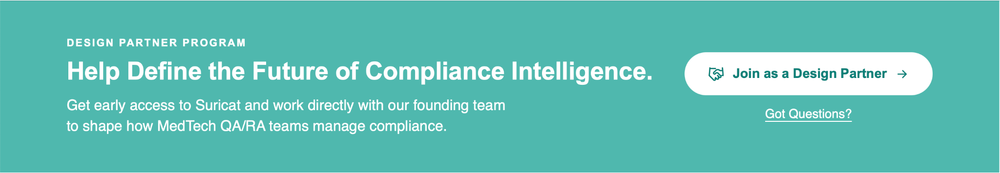 DESIGN PARTNER PROGRAM
Help Define the Future of Compliance Intelligence.
Get early access to Suricat and work directly with our founding team
to shape how MedTech QA/RA teams manage compliance.
Join as a Design Partner →
Got Questions?